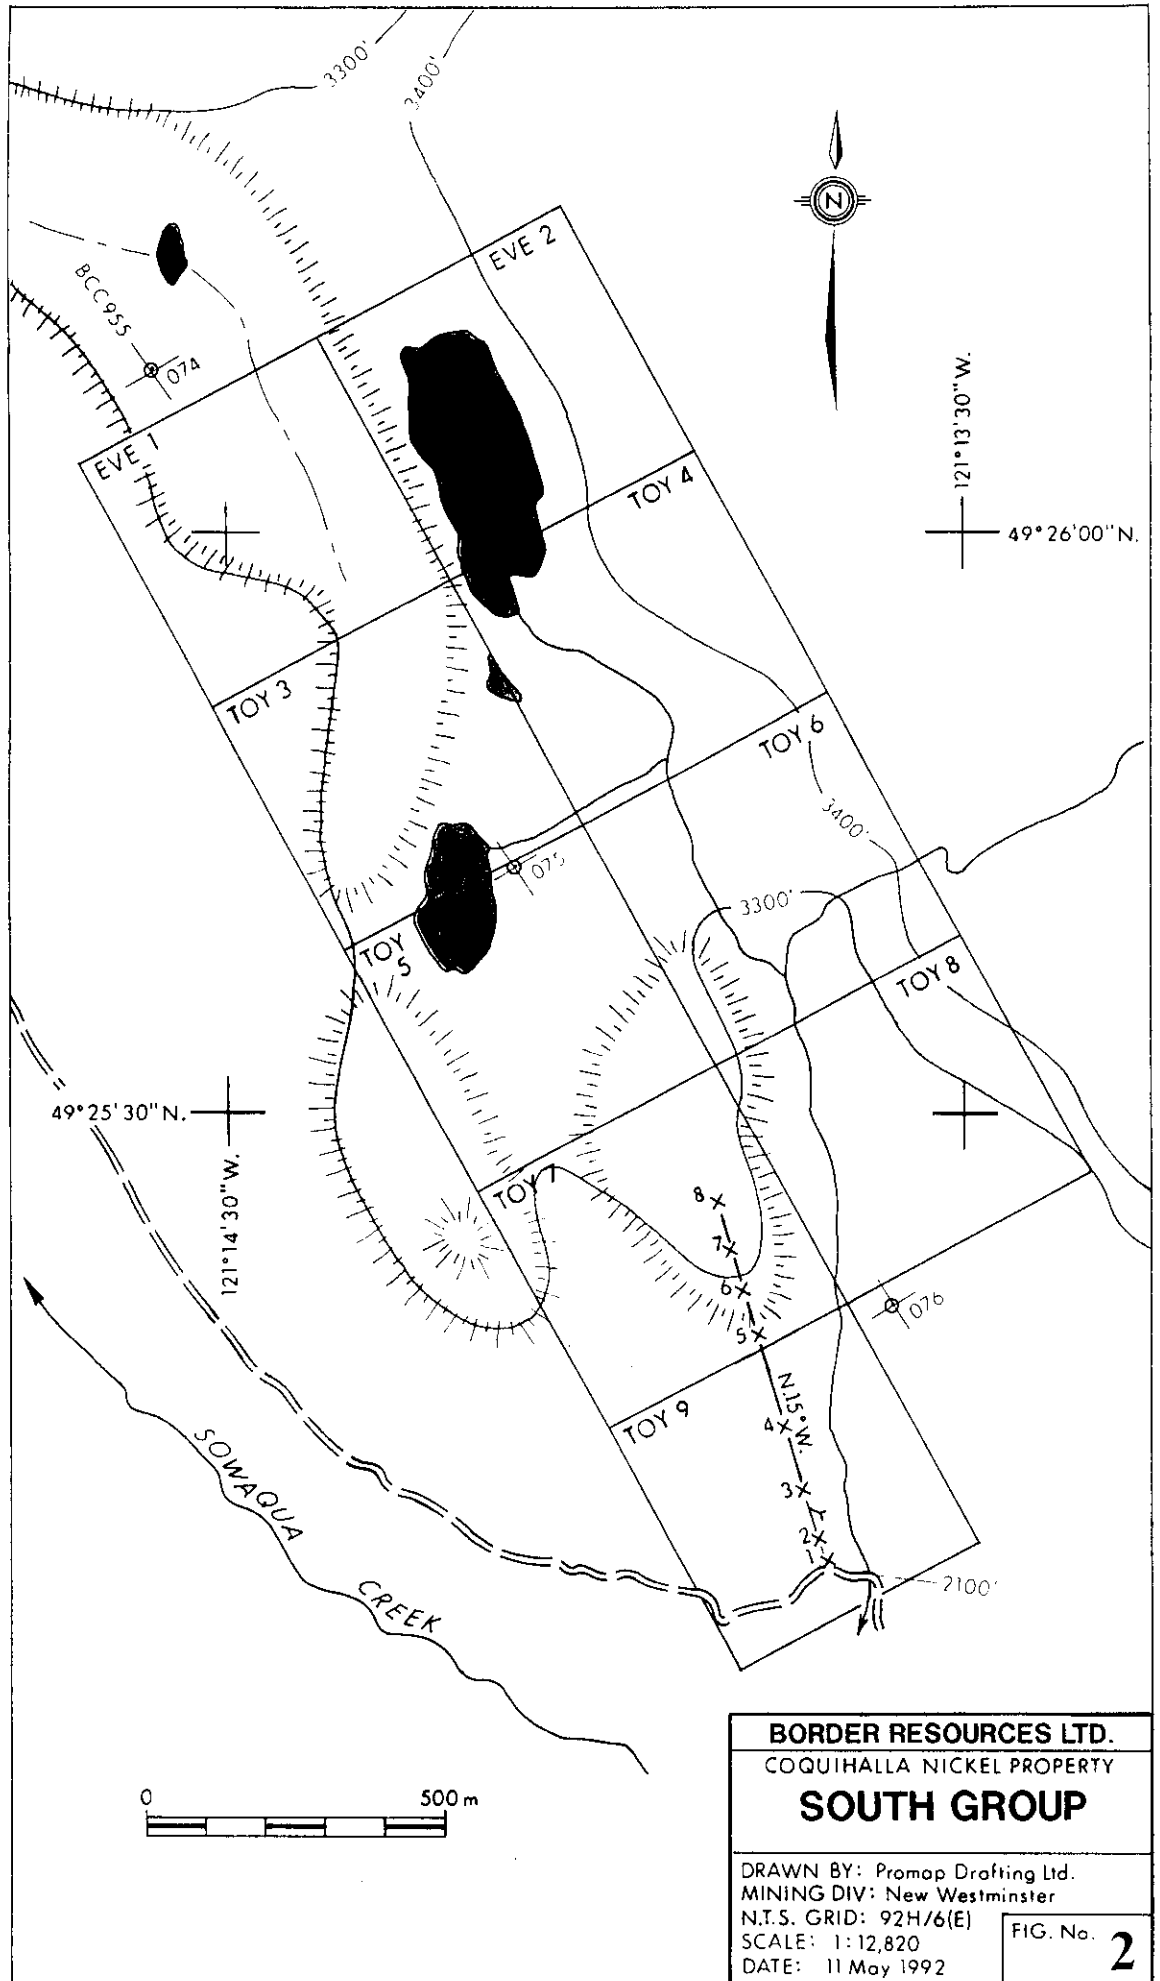 3300'
3400'
N
EVE 2
BCC955
074
EVE 1
121°13'30"W.
TOY 4
49°26'00"N.
TOY 3
TOY 6
3400'
075
3300'
TOY 5
TOY 8
49°25'30"N.
121°14'30"W.
TOY 7
8
7
6
5
076
N.15°W.
TOY 9
4
3
2
1
2100'
SOWAQUA
CREEK
0 500 m
BORDER RESOURCES LTD.
COQUIHALLA NICKEL PROPERTY
SOUTH GROUP
DRAWN BY: Promap Drafting Ltd.
MINING DIV: New Westminster
N.T.S. GRID: 92H/6(E)
SCALE: 1:12,820
DATE: 11 May 1992
FIG. No. 2